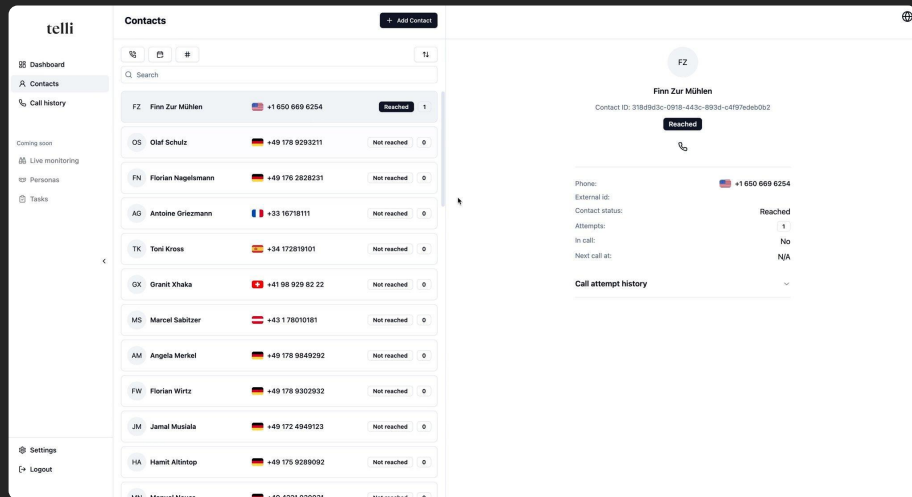 telli
Dashboard
Contacts
Call history
Coming soon
Live monitoring
Personas
Tasks
Settings
Logout
Contacts
+ Add Contact
Search
FZ Finn Zur Mühlen +1 650 669 6254 Reached 1
OS Olaf Schulz +49 178 9293211 Not reached 0
FN Florian Nagelsmann +49 176 2828231 Not reached 0
AG Antoine Griezmann +33 16718111 Not reached 0
TK Toni Kross +34 172819101 Not reached 0
GX Granit Xhaka +41 98 929 82 22 Not reached 0
MS Marcel Sabitzer +43 1 78010181 Not reached 0
AM Angela Merkel +49 178 9849292 Not reached 0
FW Florian Wirtz +49 178 9302932 Not reached 0
JM Jamal Musiala +49 172 4949123 Not reached 0
HA Hamit Altintop +49 175 9289092 Not reached 0
FZ
Finn Zur Mühlen
Contact ID: 318d9d3c-0918-443c-893d-c4f97edeb0b2
Reached
Phone: +1 650 669 6254
External id:
Contact status: Reached
Attempts: 1
In call: No
Next call at: N/A
Call attempt history